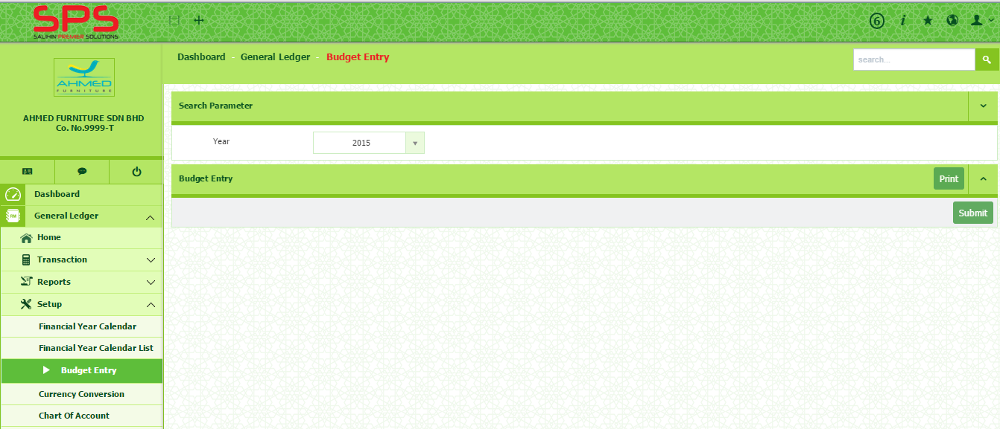 SPS
SALIHIN PREMIER SOLUTIONS
6
i
Dashboard - General Ledger - Budget Entry
search...
AHMED
FURNITURE
AHMED FURNITURE SDN BHD
Co. No.9999-T
Dashboard
RM
General Ledger
Home
Transaction
Reports
Setup
Financial Year Calendar
Financial Year Calendar List
Budget Entry
Currency Conversion
Chart Of Account
Search Parameter
Year
2015
Budget Entry
Print
Submit